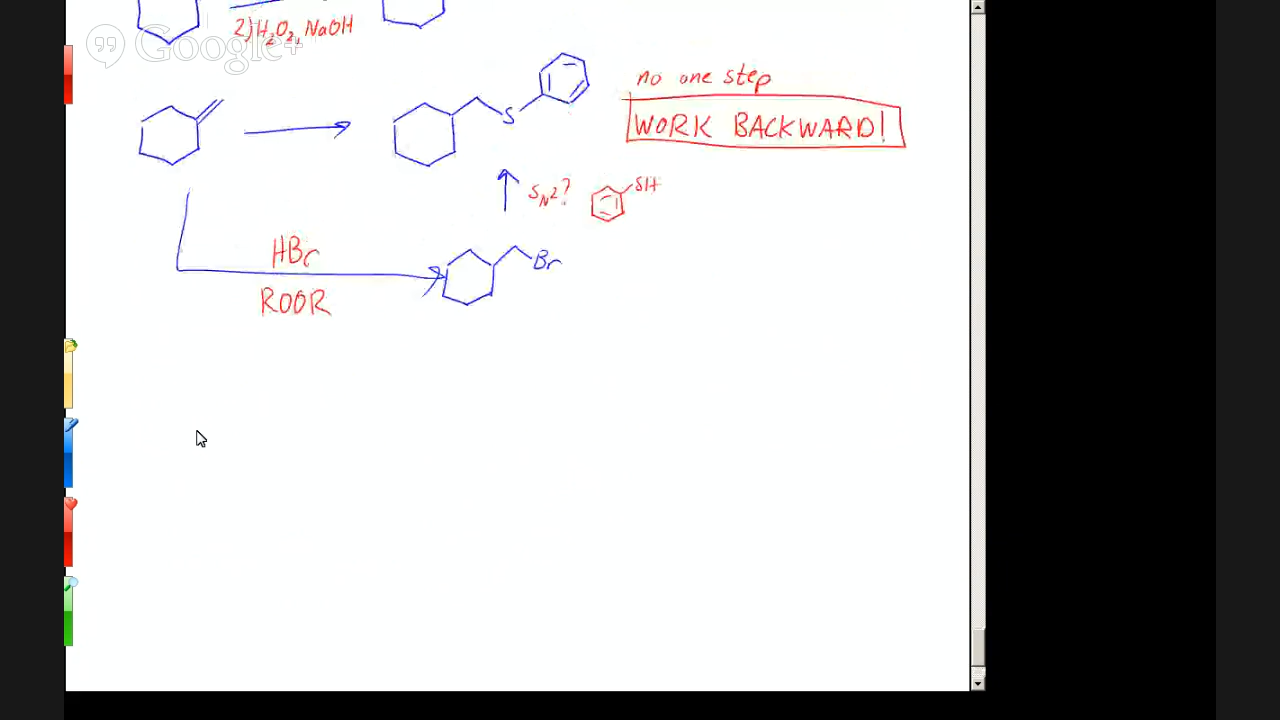 2) H₂O₂, NaOH
Google+
no one step
WORK BACKWARD!
S
SN2? SH
HBr
Br
ROOR